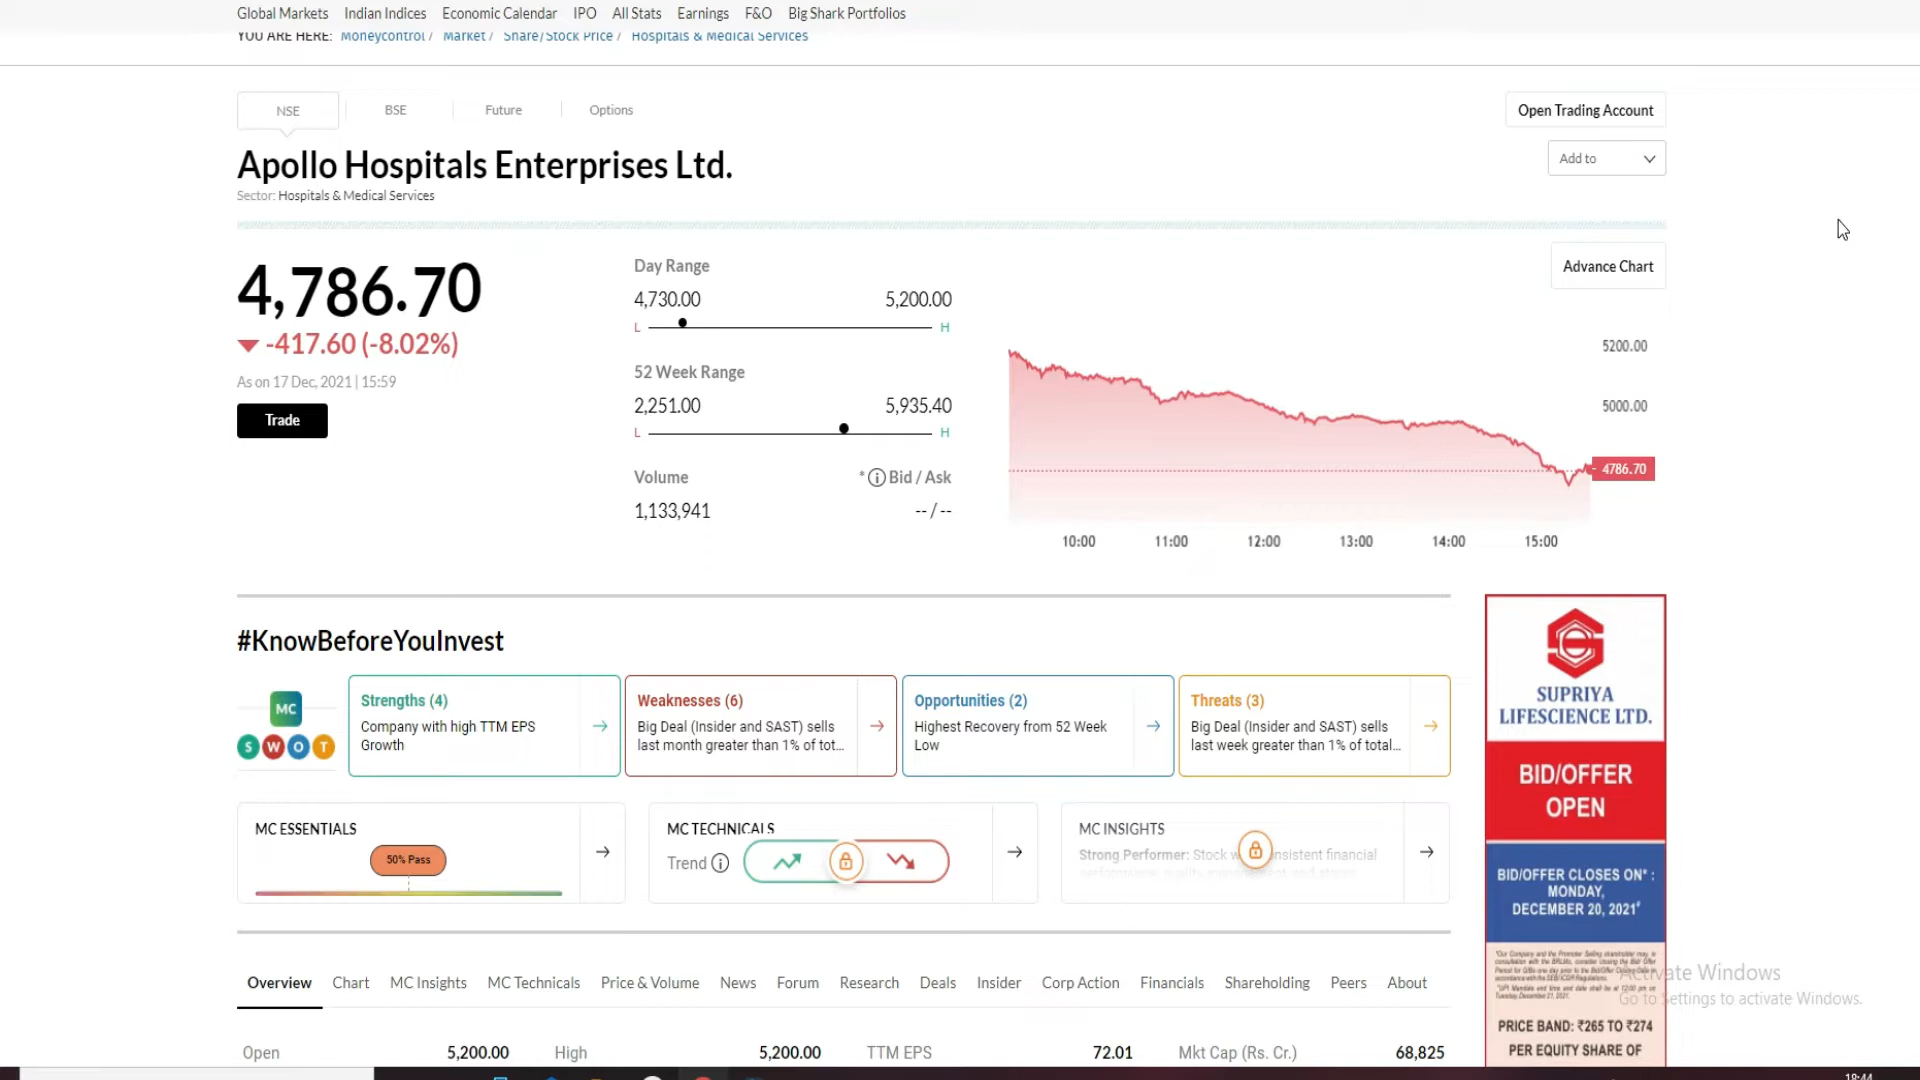 Global Markets Indian Indices Economic Calendar IPO All Stats Earnings F&O Big Shark Portfolios
YOU ARE HERE: Moneycontrol / Market / Share/Stock Price / Hospitals & Medical Services
NSE BSE Future Options
Open Trading Account
Apollo Hospitals Enterprises Ltd.
Add to
Sector: Hospitals & Medical Services
4,786.70
-417.60 (-8.02%)
As on 17 Dec, 2021 | 15:59
Trade
Day Range
4,730.00 5,200.00
L H
52 Week Range
2,251.00 5,935.40
L H
Volume * Bid / Ask
1,133,941 -- / --
Advance Chart
5200.00
5000.00
4786.70
10:00 11:00 12:00 13:00 14:00 15:00
#KnowBeforeYouInvest
MC
S W O T
Strengths (4)
Company with high TTM EPS
Growth
Weaknesses (6)
Big Deal (Insider and SAST) sells
last month greater than 1% of tot...
Opportunities (2)
Highest Recovery from 52 Week
Low
Threats (3)
Big Deal (Insider and SAST) sells
last week greater than 1% of total...
MC ESSENTIALS
50% Pass
MC TECHNICALS
Trend
MC INSIGHTS
Strong Performer: Stock financial
SUPRIYA
LIFESCIENCE LTD.
BID/OFFER
OPEN
BID/OFFER CLOSES ON* :
MONDAY,
DECEMBER 20, 2021#
PRICE BAND: ₹265 TO ₹274
PER EQUITY SHARE OF
Activate Windows
Go to Settings to activate Windows.
Overview Chart MC Insights MC Technicals Price & Volume News Forum Research Deals Insider Corp Action Financials Shareholding Peers About
Open 5,200.00 High 5,200.00 TTM EPS 72.01 Mkt Cap (Rs. Cr.) 68,825
18:44